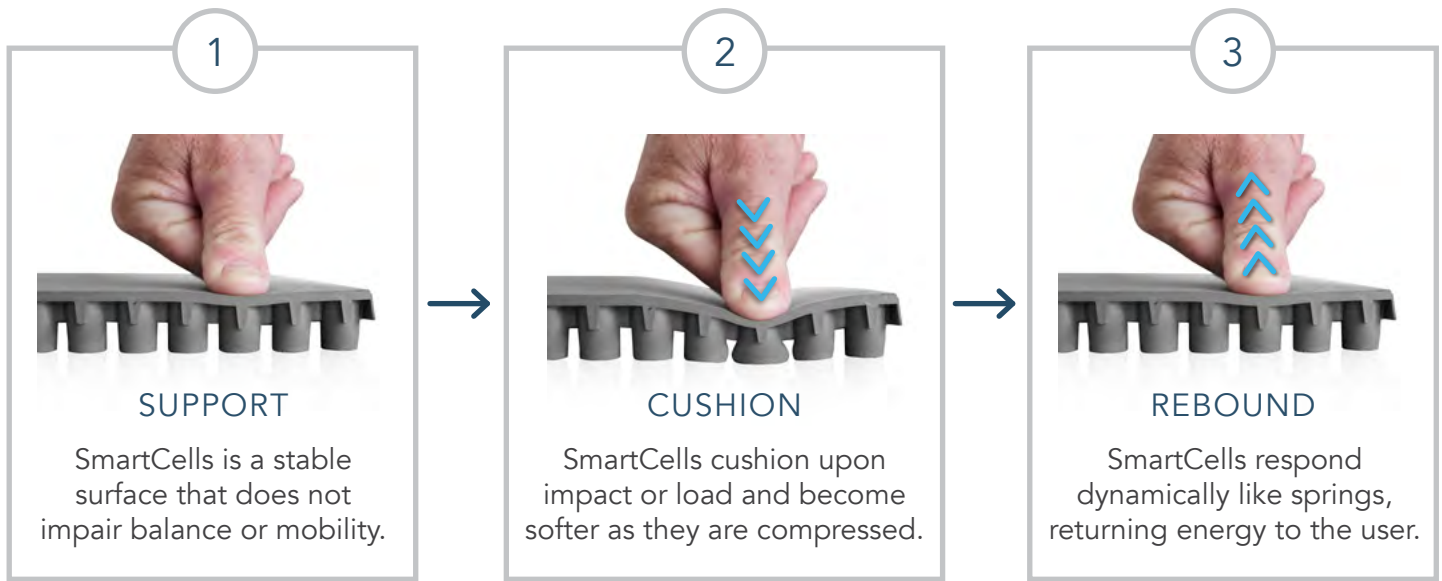 1
SUPPORT
SmartCells is a stable
surface that does not
impair balance or mobility.
2
CUSHION
SmartCells cushion upon
impact or load and become
softer as they are compressed.
3
REBOUND
SmartCells respond
dynamically like springs,
returning energy to the user.